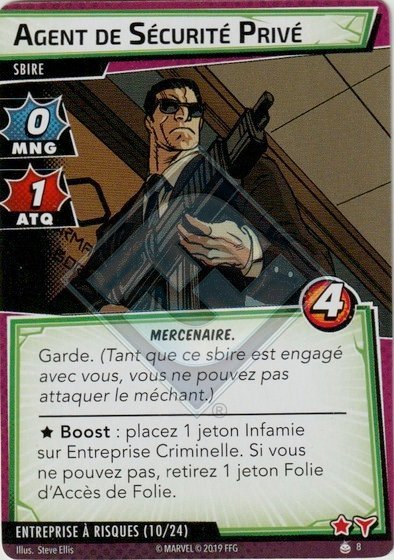 Agent de Sécurité Privé
SBIRE
0
MNG
1
ATQ
4
MERCENAIRE.
Garde. (Tant que ce sbire est engagé
avec vous, vous ne pouvez pas
attaquer le méchant.)
★ Boost : placez 1 jeton Infamie
sur Entreprise Criminelle. Si vous
ne pouvez pas, retirez 1 jeton Folie
d'Accès de Folie.
ENTREPRISE À RISQUES (10/24)
Illus. Steve Ellis
© MARVEL © 2019 FFG
8